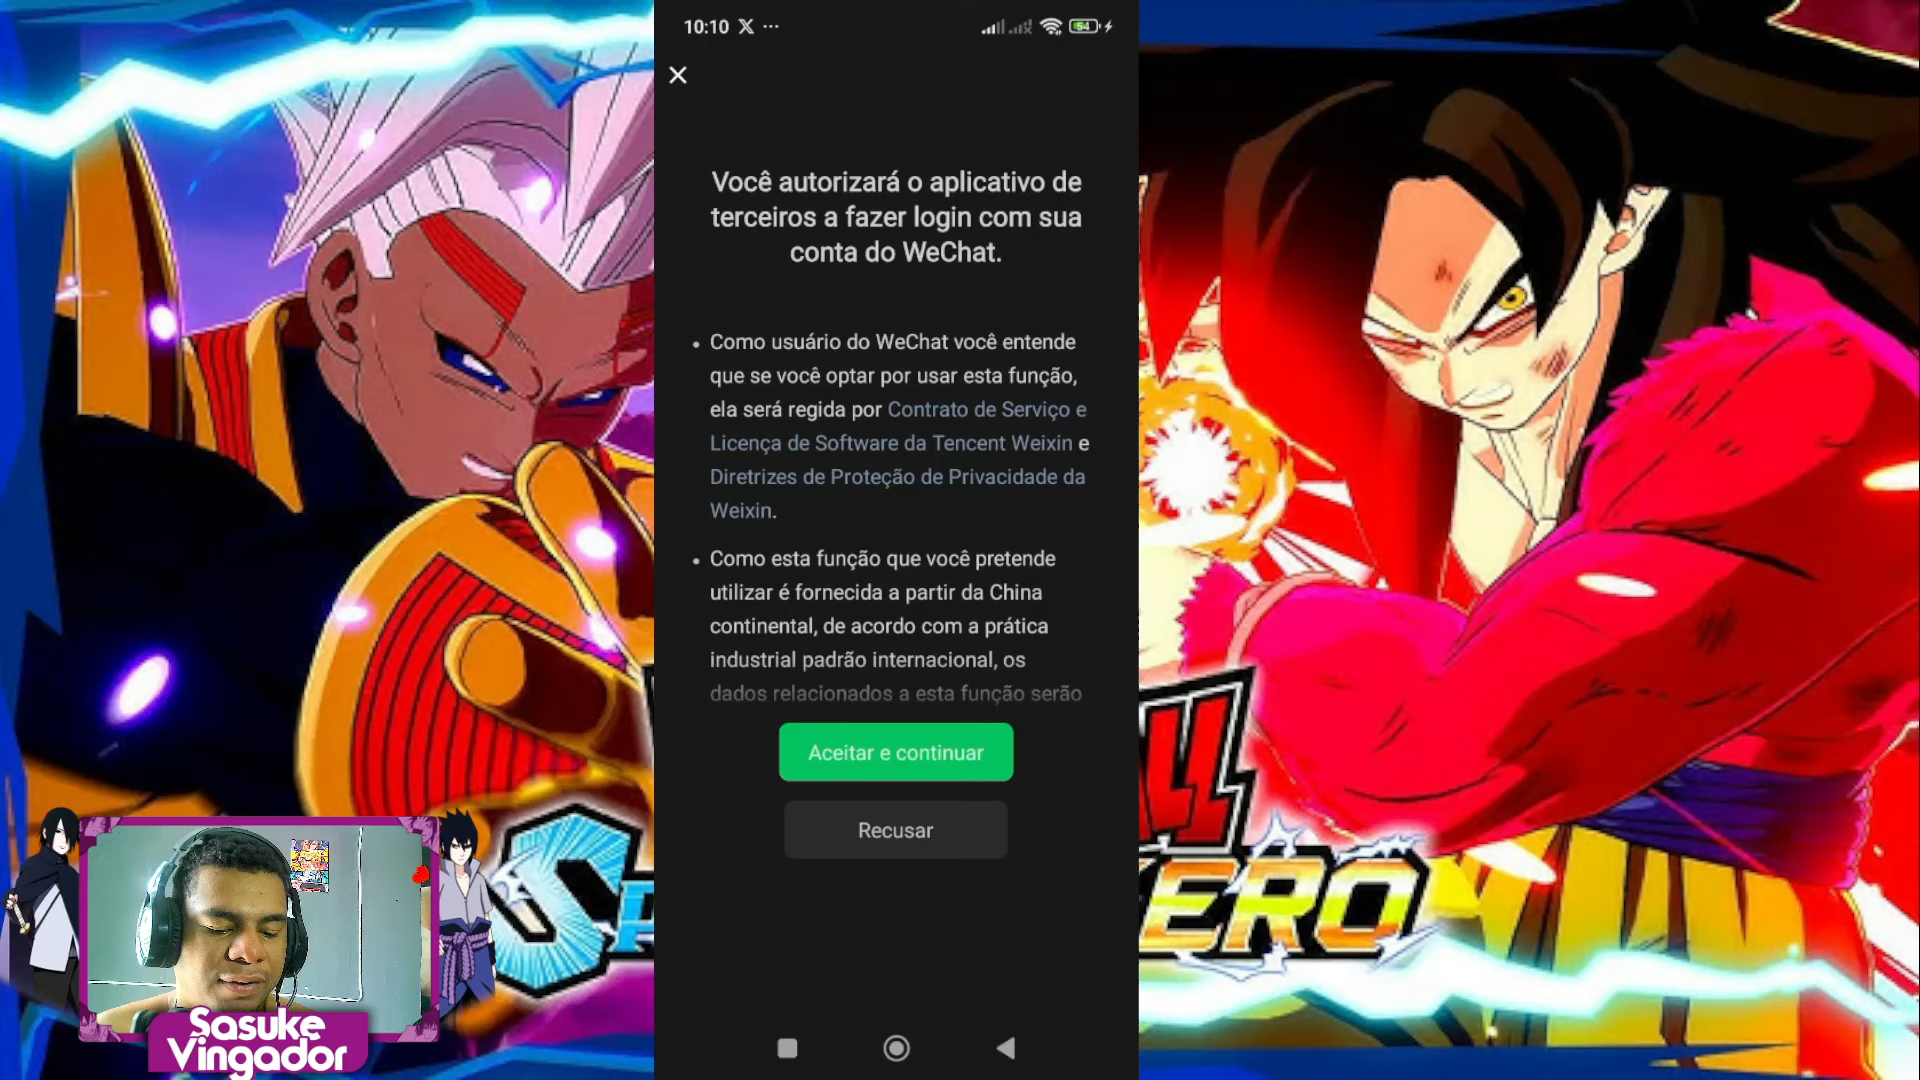 10:10
54
Você autorizará o aplicativo de
terceiros a fazer login com sua
conta do WeChat.
Como usuário do WeChat você entende
que se você optar por usar esta função,
ela será regida por Contrato de Serviço e
Licença de Software da Tencent Weixin e
Diretrizes de Proteção de Privacidade da
Weixin.
Como esta função que você pretende
utilizar é fornecida a partir da China
continental, de acordo com a prática
industrial padrão internacional, os
dados relacionados a esta função serão
Aceitar e continuar
Recusar
Sasuke
Vingador